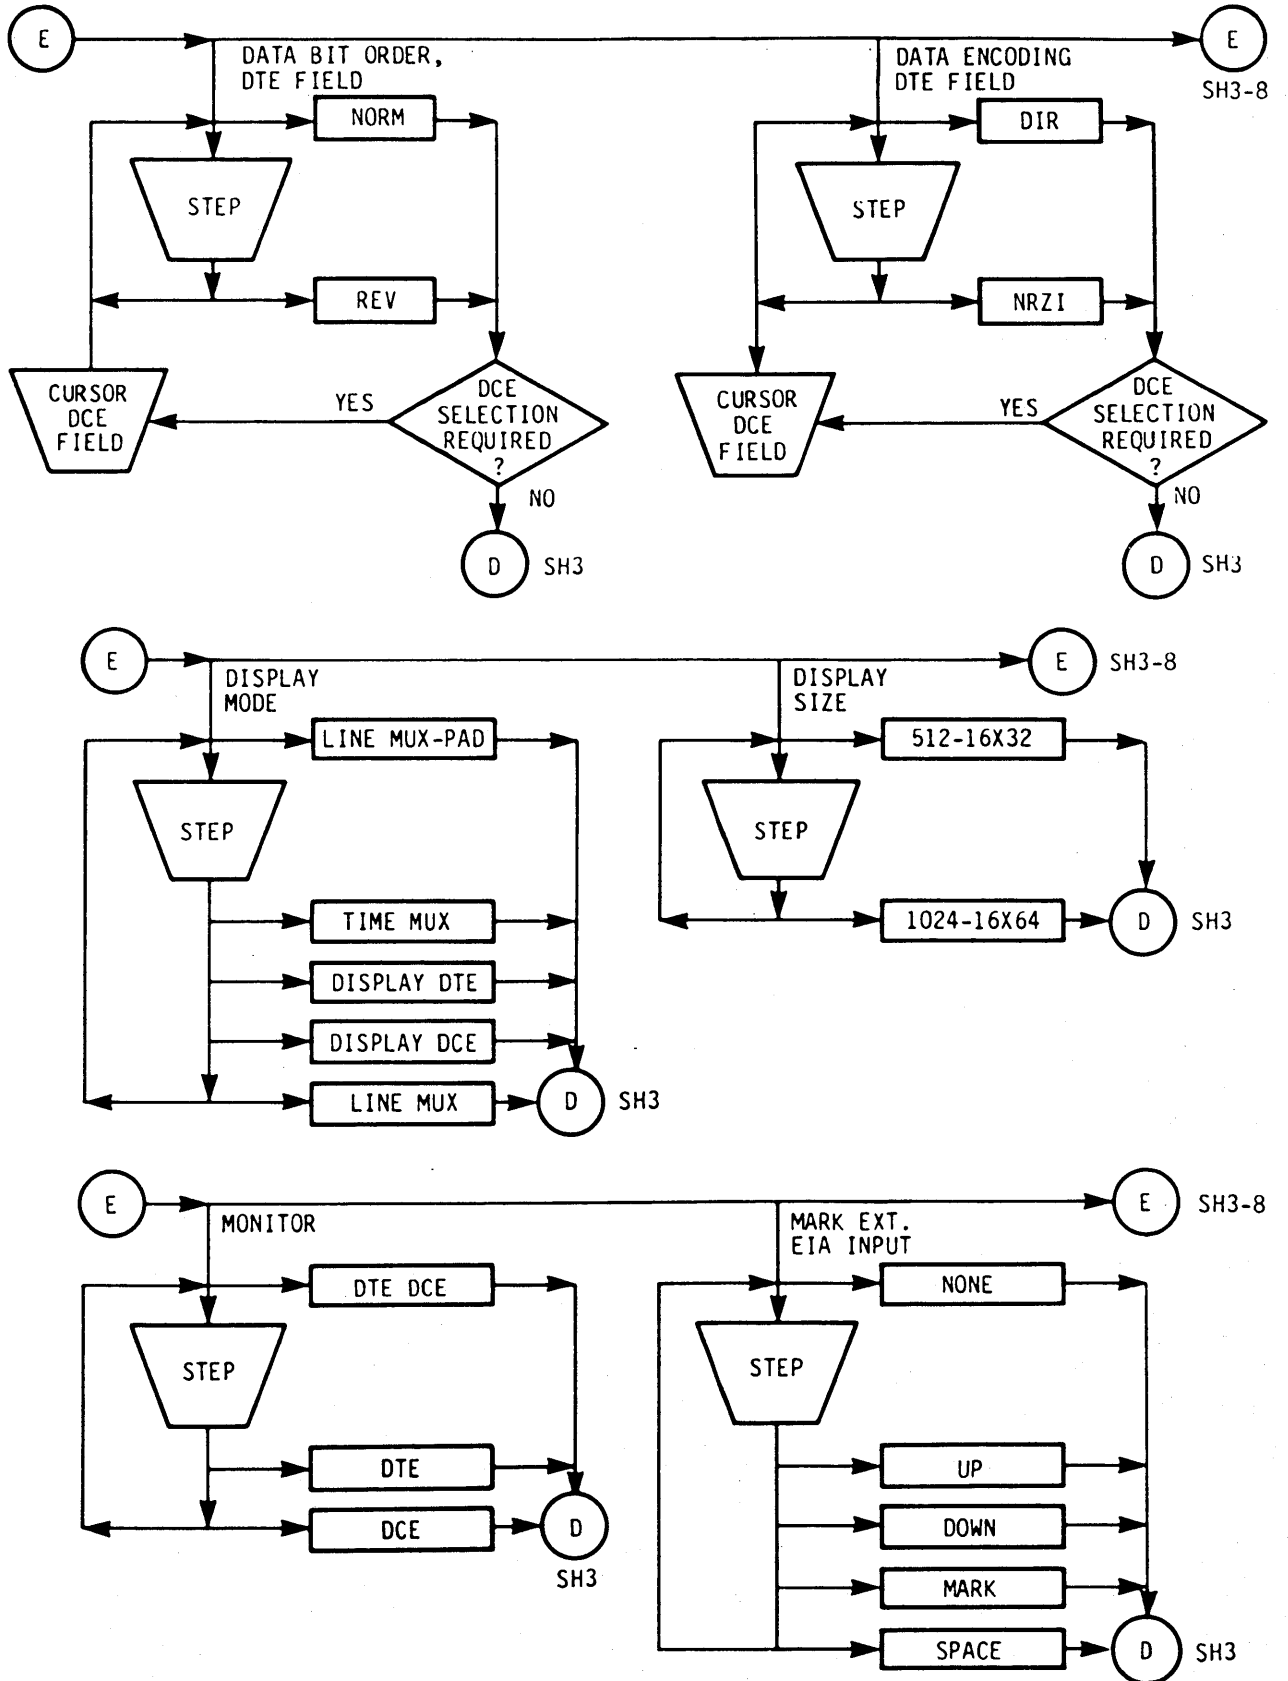 E
DATA BIT ORDER,
DTE FIELD
DATA ENCODING
DTE FIELD
E
SH3-8
NORM
STEP
REV
CURSOR
DCE
FIELD
YES
DCE
SELECTION
REQUIRED
?
NO
D
SH3
DIR
STEP
NRZI
CURSOR
DCE
FIELD
YES
DCE
SELECTION
REQUIRED
?
NO
D
SH3
E
DISPLAY
MODE
DISPLAY
SIZE
E
SH3-8
LINE MUX-PAD
STEP
TIME MUX
DISPLAY DTE
DISPLAY DCE
LINE MUX
D
SH3
512-16X32
STEP
1024-16X64
D
SH3
E
MONITOR
MARK EXT.
EIA INPUT
E
SH3-8
DTE DCE
STEP
DTE
DCE
D
SH3
NONE
STEP
UP
DOWN
MARK
SPACE
D
SH3